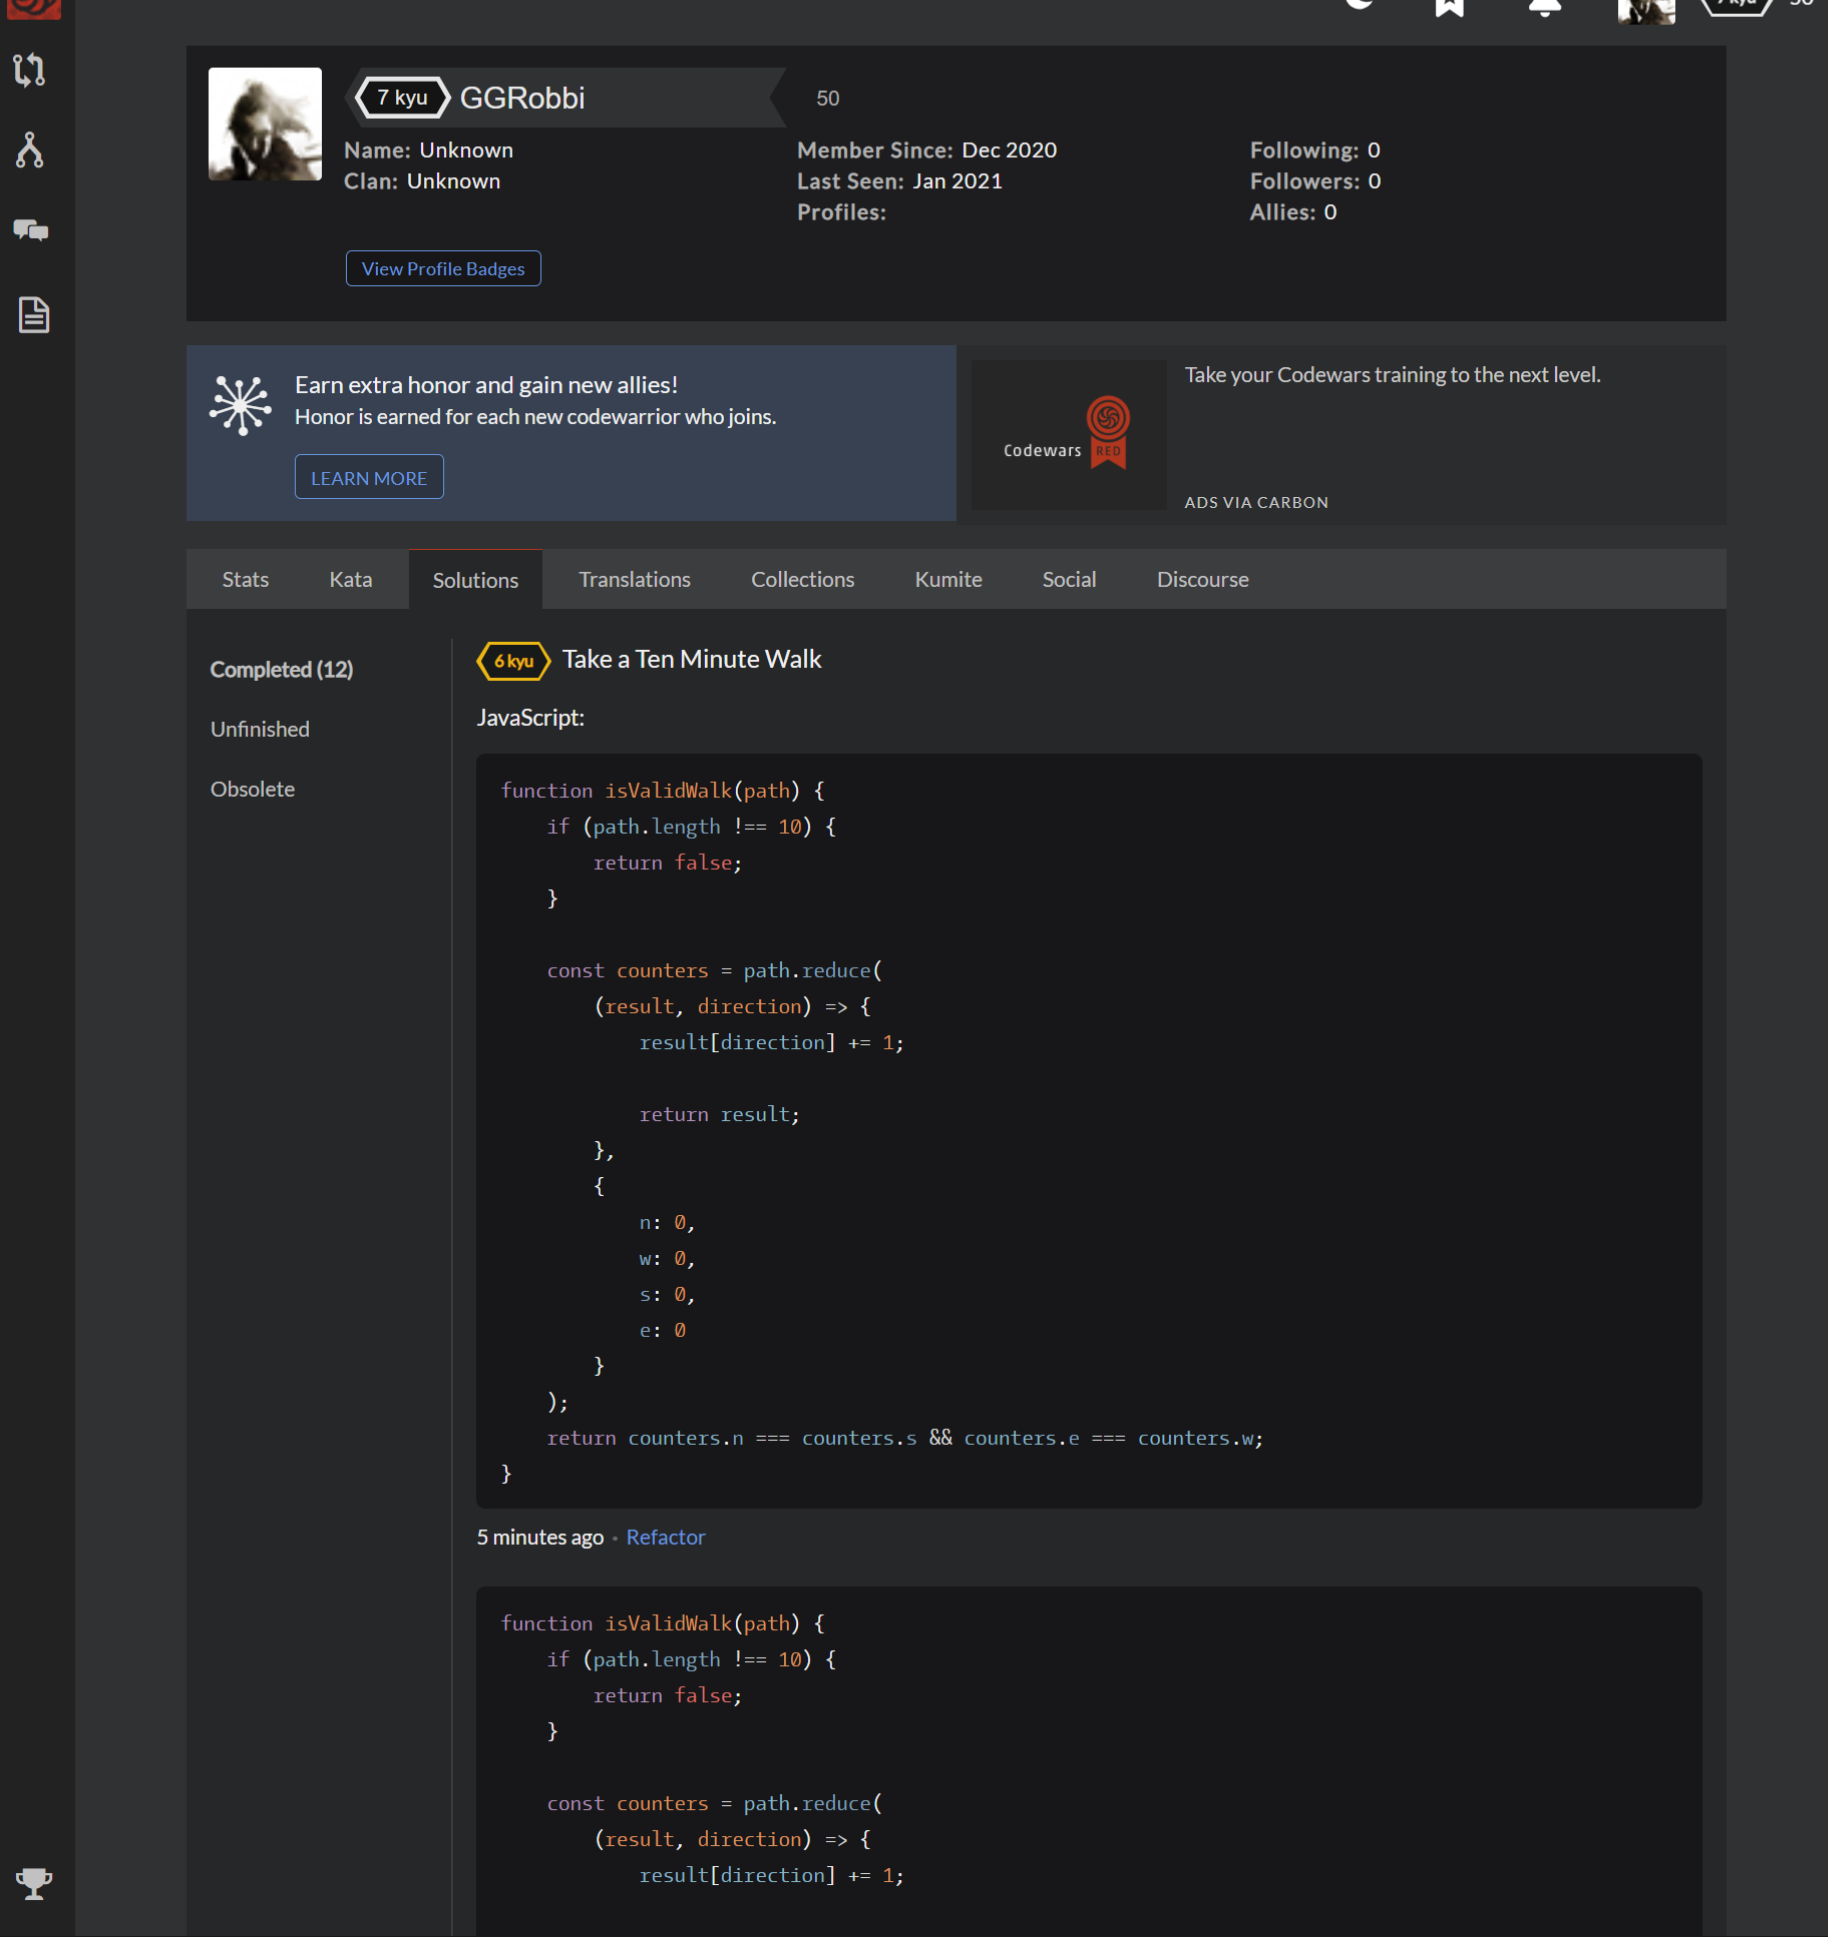 7 kyu GGRobbi 50
Name: Unknown
Clan: Unknown
Member Since: Dec 2020
Last Seen: Jan 2021
Profiles:
Following: 0
Followers: 0
Allies: 0
View Profile Badges
Earn extra honor and gain new allies!
Honor is earned for each new codewarrior who joins.
LEARN MORE
Codewars RED
Take your Codewars training to the next level.
ADS VIA CARBON
Stats Kata Solutions Translations Collections Kumite Social Discourse
Completed (12)
Unfinished
Obsolete
6 kyu Take a Ten Minute Walk
JavaScript:
function isValidWalk(path) {
    if (path.length !== 10) {
        return false;
    }
    const counters = path.reduce(
        (result, direction) => {
            result[direction] += 1;
            return result;
        },
        {
            n: 0,
            w: 0,
            s: 0,
            e: 0
        }
    );
    return counters.n === counters.s && counters.e === counters.w;
}
5 minutes ago · Refactor
function isValidWalk(path) {
    if (path.length !== 10) {
        return false;
    }
    const counters = path.reduce(
        (result, direction) => {
            result[direction] += 1;